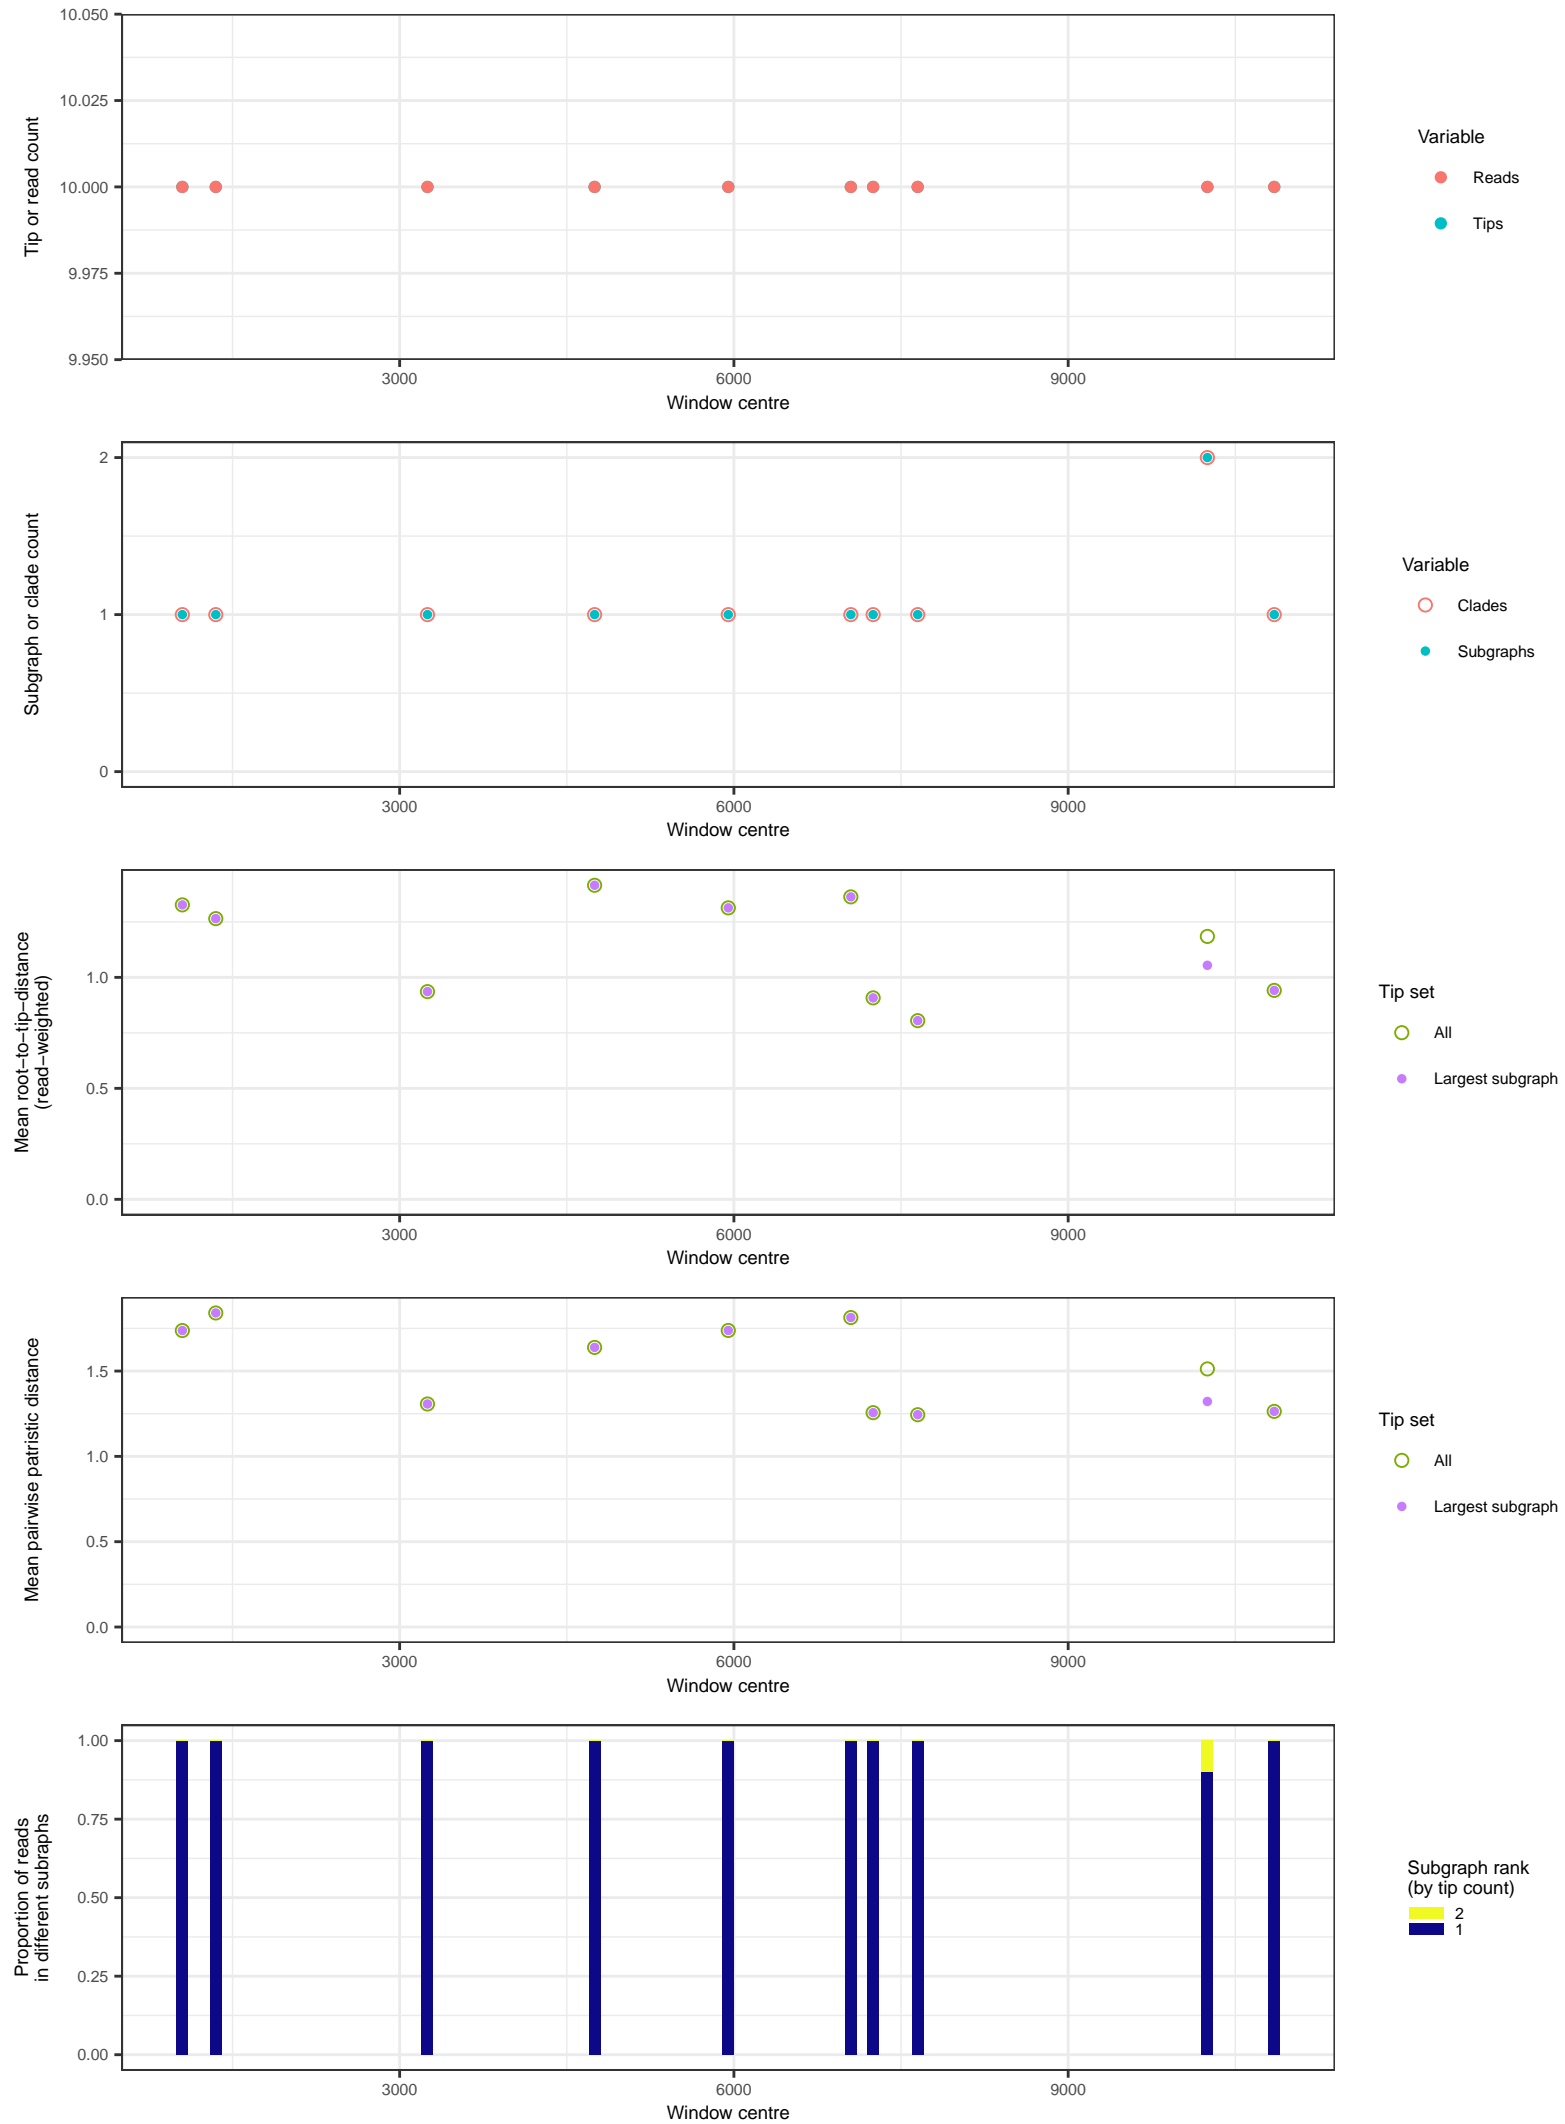 10.050
10.025
10.000
9.975
9.950
Tip or read count
3000
6000
9000
Window centre
Variable
Reads
Tips
2
1
0
Subgraph or clade count
3000
6000
9000
Window centre
Variable
Clades
Subgraphs
1.0
0.5
0.0
Mean root−to−tip−distance
(read−weighted)
3000
6000
9000
Window centre
Tip set
All
Largest subgraph
1.5
1.0
0.5
0.0
Mean pairwise patristic distance
3000
6000
9000
Window centre
Tip set
All
Largest subgraph
1.00
0.75
0.50
0.25
0.00
Proportion of reads
in different subraphs
3000
6000
9000
Window centre
Subgraph rank
(by tip count)
2
1